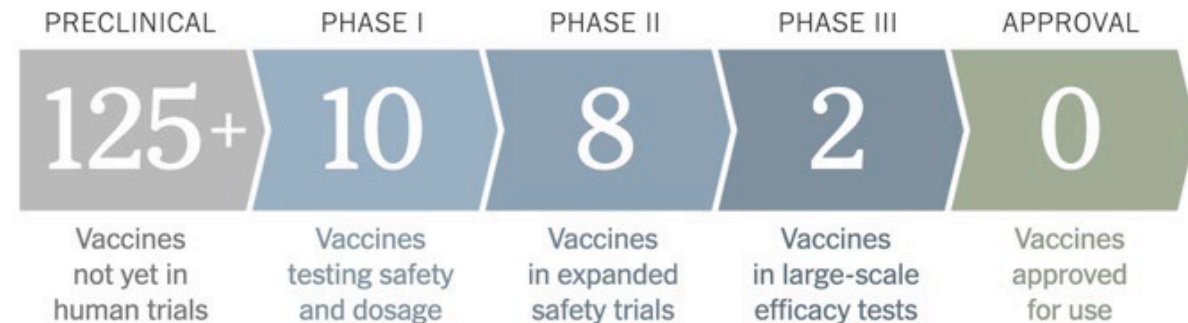 PRECLINICAL PHASE I PHASE II PHASE III APPROVAL
125+ 10 8 2 0
Vaccines
not yet in
human trials
Vaccines
testing safety
and dosage
Vaccines
in expanded
safety trials
Vaccines
in large-scale
efficacy tests
Vaccines
approved
for use